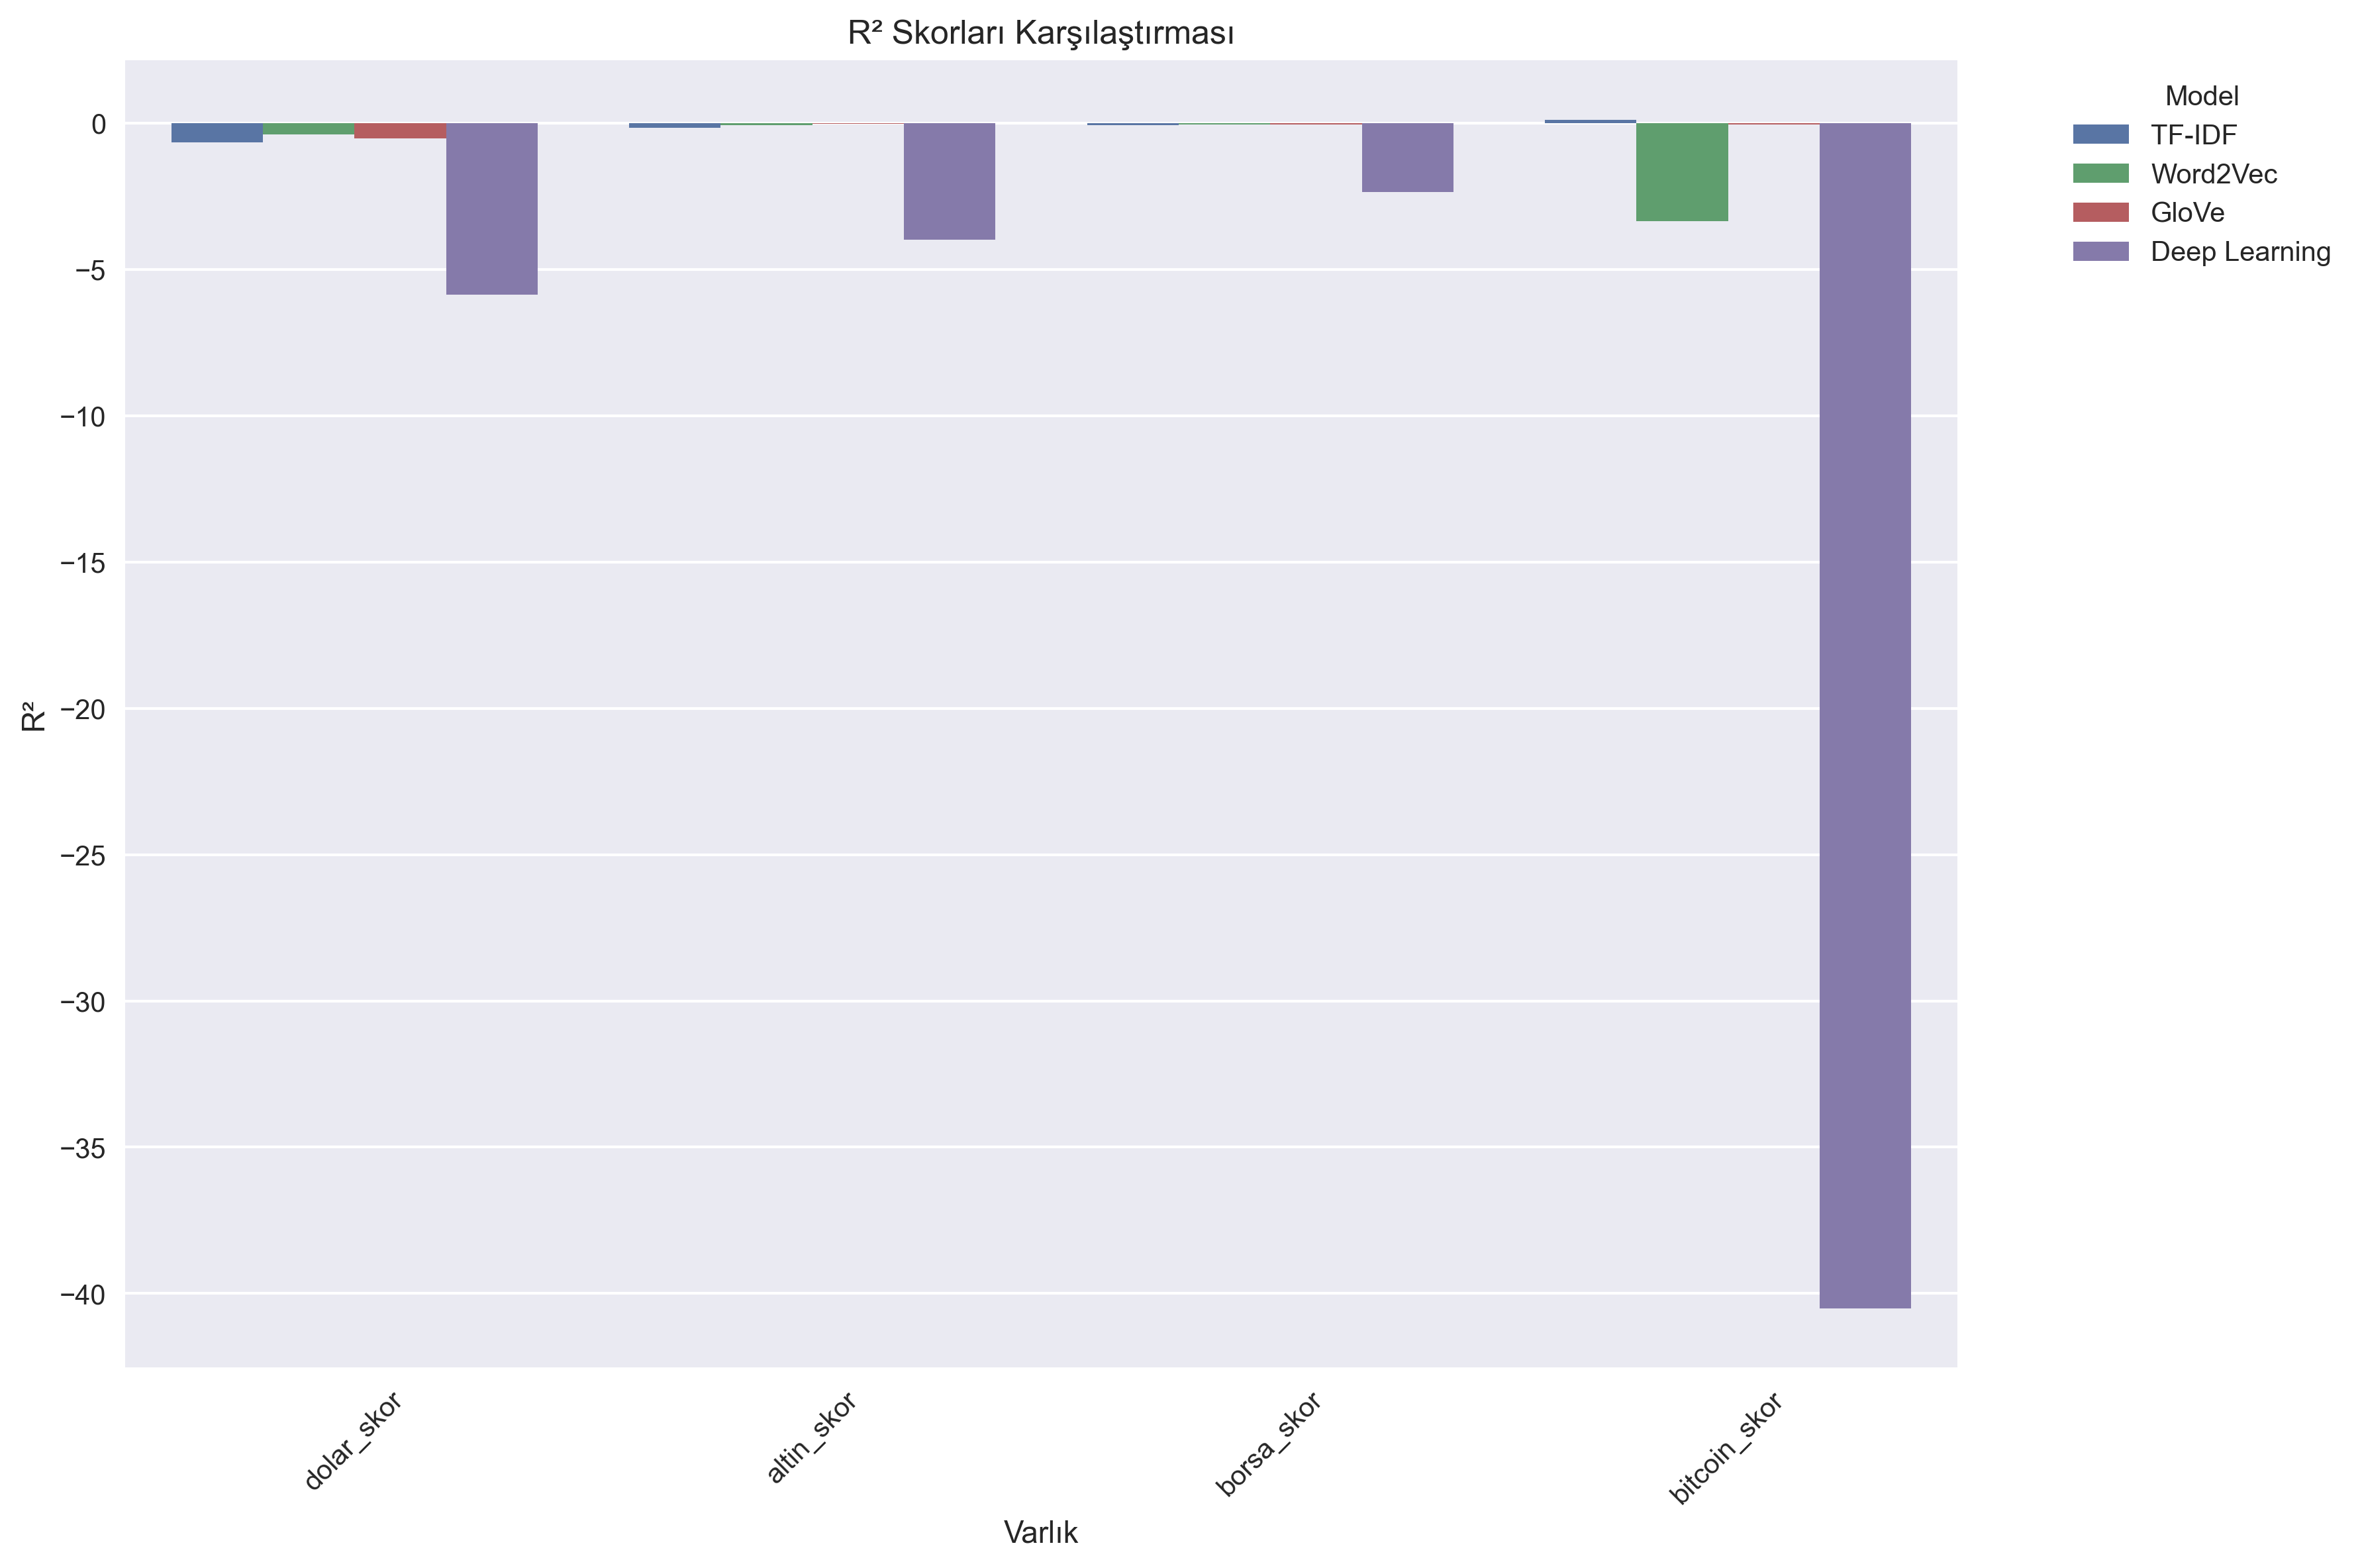 R² Skorları Karşılaştırması
Model
TF-IDF
Word2Vec
GloVe
Deep Learning
R²
0
−5
−10
−15
−20
−25
−30
−35
−40
dolar_skor
altin_skor
borsa_skor
bitcoin_skor
Varlık